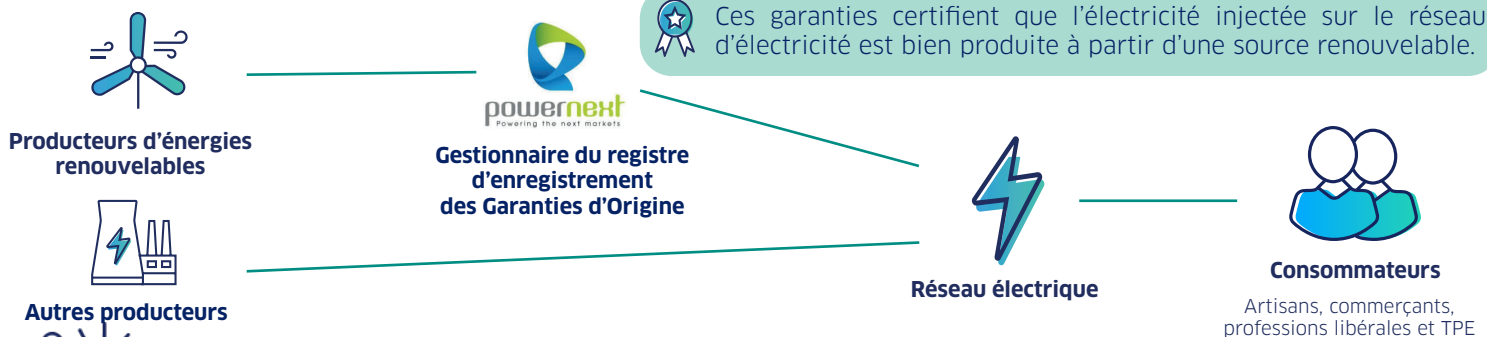 Ces garanties certifient que l’électricité injectée sur le réseau
d’électricité est bien produite à partir d’une source renouvelable.
powernext
Powering the next markets
Producteurs d’énergies
renouvelables
Gestionnaire du registre
d’enregistrement
des Garanties d’Origine
Autres producteurs
Réseau électrique
Consommateurs
Artisans, commerçants,
professions libérales et TPE